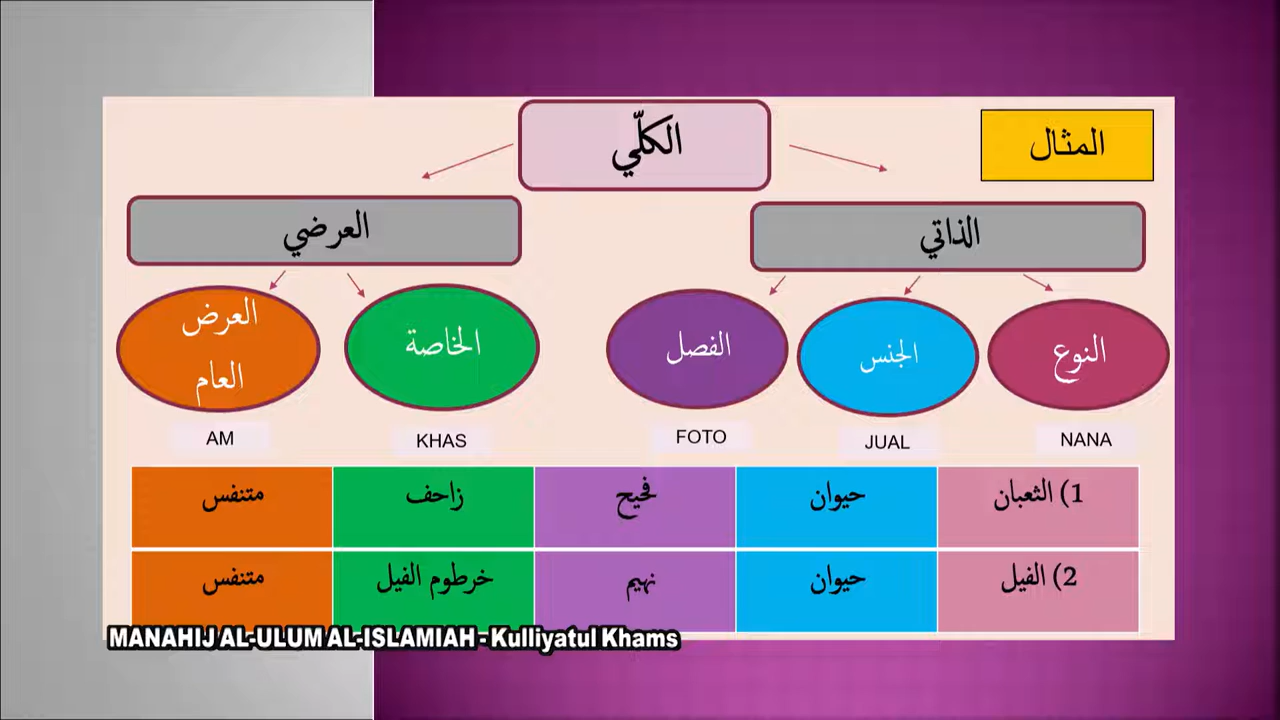 المثال
الكلّي
الذاتي
العرضي
النوع
الجنس
الفصل
الخاصة
العرض
العام
NANA
JUAL
FOTO
KHAS
AM
1) الثعبان
حيوان
فحيح
زاحف
متنفس
2) الفيل
حيوان
نهيم
خرطوم الفيل
متنفس
MANAHIJ AL-ULUM AL-ISLAMIAH - Kulliyatul Khams